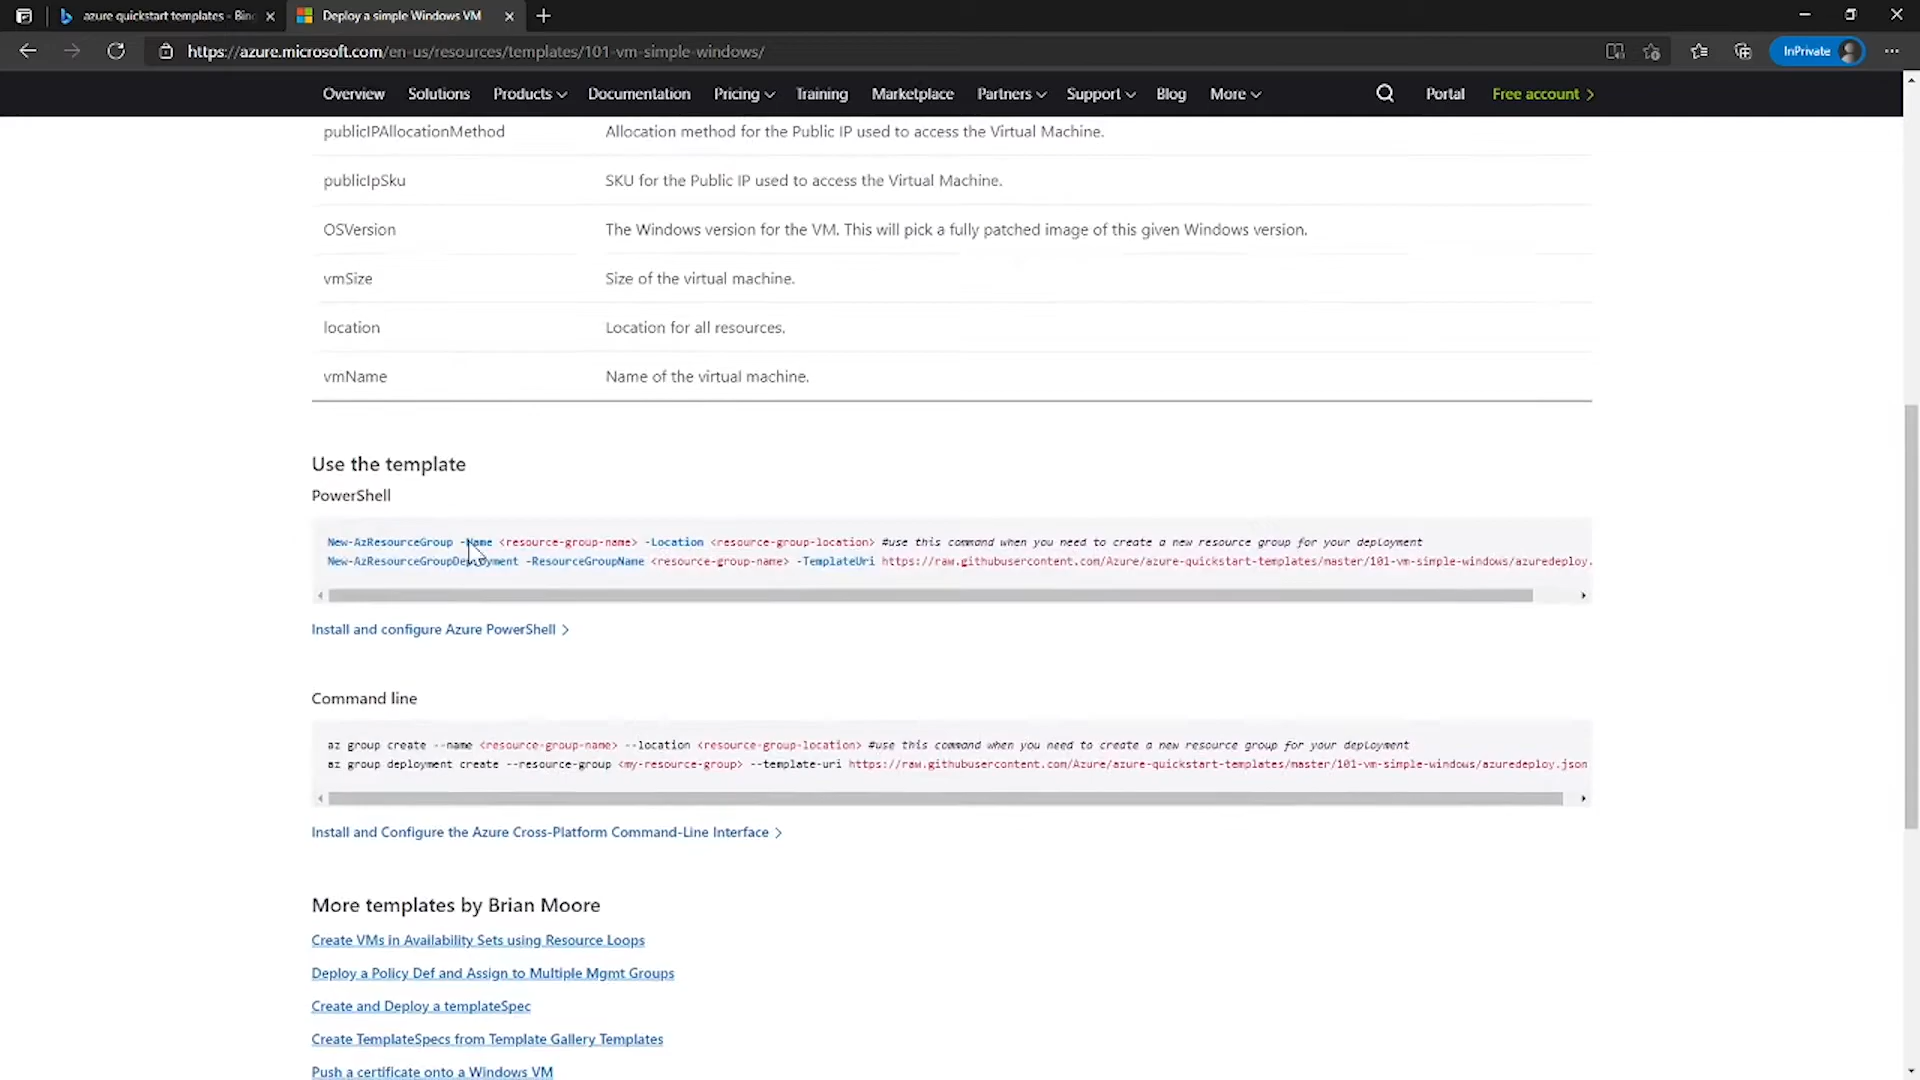 azure quickstart templates - Bin
Deploy a simple Windows VM
https://azure.microsoft.com/en-us/resources/templates/101-vm-simple-windows/
InPrivate
Overview Solutions Products Documentation Pricing Training Marketplace Partners Support Blog More Portal Free account
publicIPAllocationMethod Allocation method for the Public IP used to access the Virtual Machine.
publicIpSku SKU for the Public IP used to access the Virtual Machine.
OSVersion The Windows version for the VM. This will pick a fully patched image of this given Windows version.
vmSize Size of the virtual machine.
location Location for all resources.
vmName Name of the virtual machine.
Use the template
PowerShell
New-AzResourceGroup -Name <resource-group-name> -Location <resource-group-location> #use this command when you need to create a new resource group for your deployment
New-AzResourceGroupDeployment -ResourceGroupName <resource-group-name> -TemplateUri https://raw.githubusercontent.com/Azure/azure-quickstart-templates/master/101-vm-simple-windows/azuredeploy.
Install and configure Azure PowerShell
Command line
az group create --name <resource-group-name> --location <resource-group-location> #use this command when you need to create a new resource group for your deployment
az group deployment create --resource-group <my-resource-group> --template-uri https://raw.githubusercontent.com/Azure/azure-quickstart-templates/master/101-vm-simple-windows/azuredeploy.json
Install and Configure the Azure Cross-Platform Command-Line Interface
More templates by Brian Moore
Create VMs in Availability Sets using Resource Loops
Deploy a Policy Def and Assign to Multiple Mgmt Groups
Create and Deploy a templateSpec
Create TemplateSpecs from Template Gallery Templates
Push a certificate onto a Windows VM